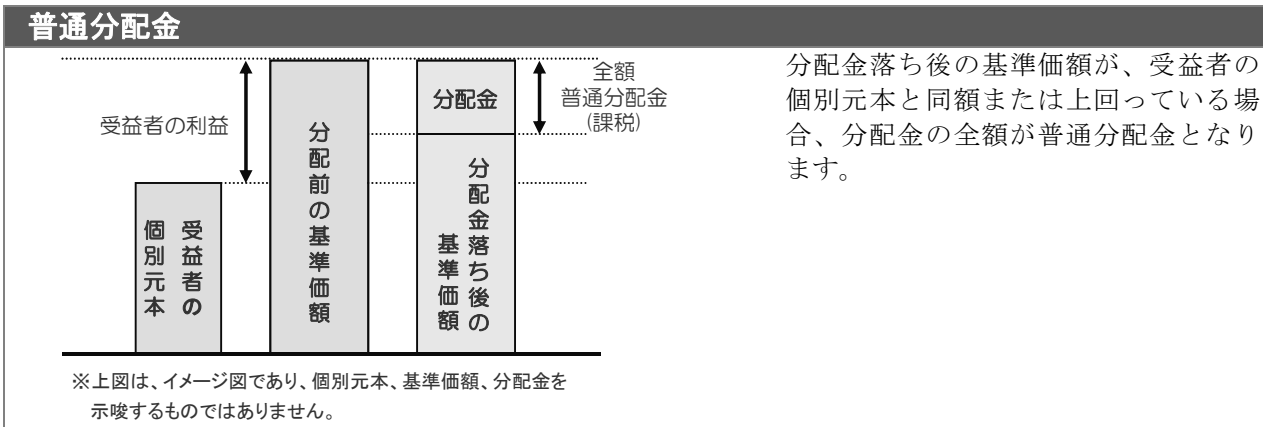 普通分配金
受益者の利益
受益者の
個別元本
分配前の基準価額
分配金
分配金落ち後の
基準価額
全額
普通分配金
(課税)
※上図は、イメージ図であり、個別元本、基準価額、分配金を
示唆するものではありません。
分配金落ち後の基準価額が、受益者の
個別元本と同額または上回っている場
合、分配金の全額が普通分配金となり
ます。